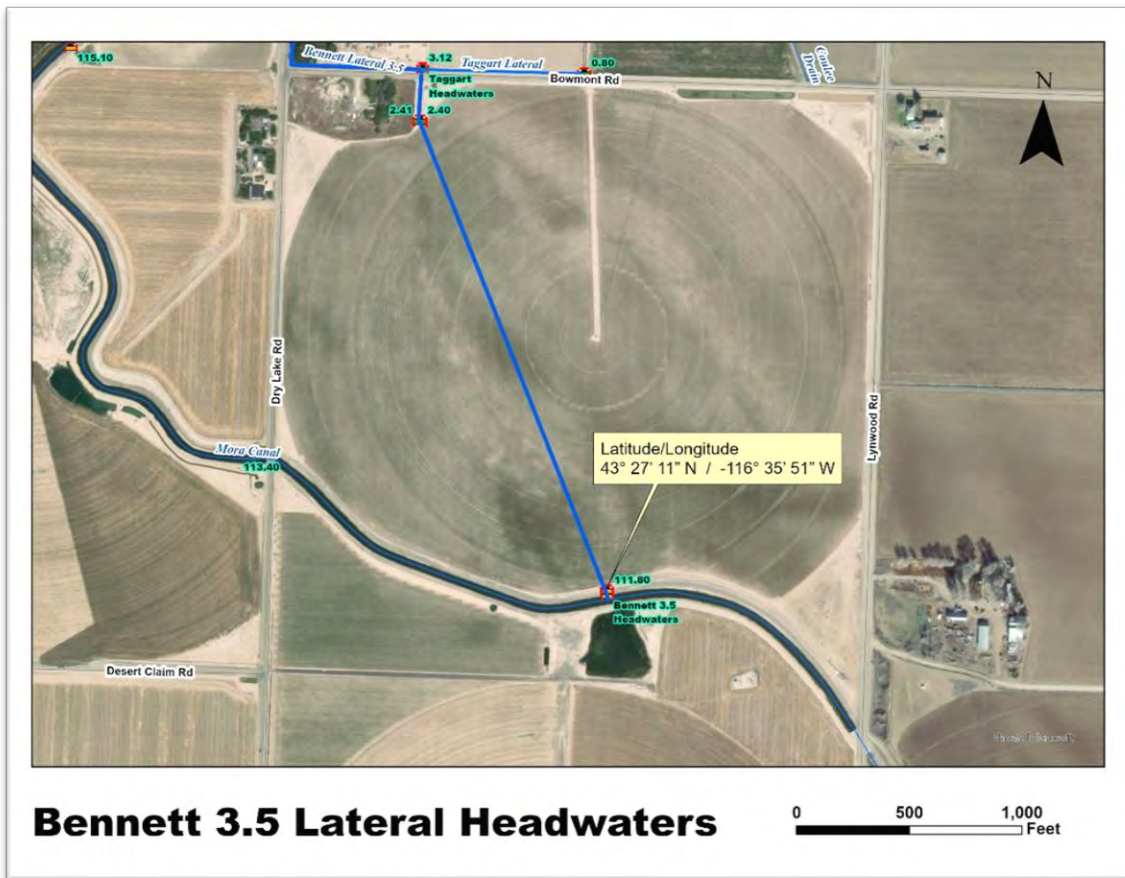 115.10
Bennett Lateral 3.5
3.12
Taggart Lateral
0.80
Coulee
Drain
Taggart
Headwaters
Bowmont Rd
N
2.41
2.40
Dry Lake Rd
Mora Canal
113.40
Latitude/Longitude
43° 27' 11" N / -116° 35' 51" W
Lynwood Rd
111.80
Bennett 3.5
Headwaters
Desert Claim Rd
Bennett 3.5 Lateral Headwaters
0 500 1,000
Feet